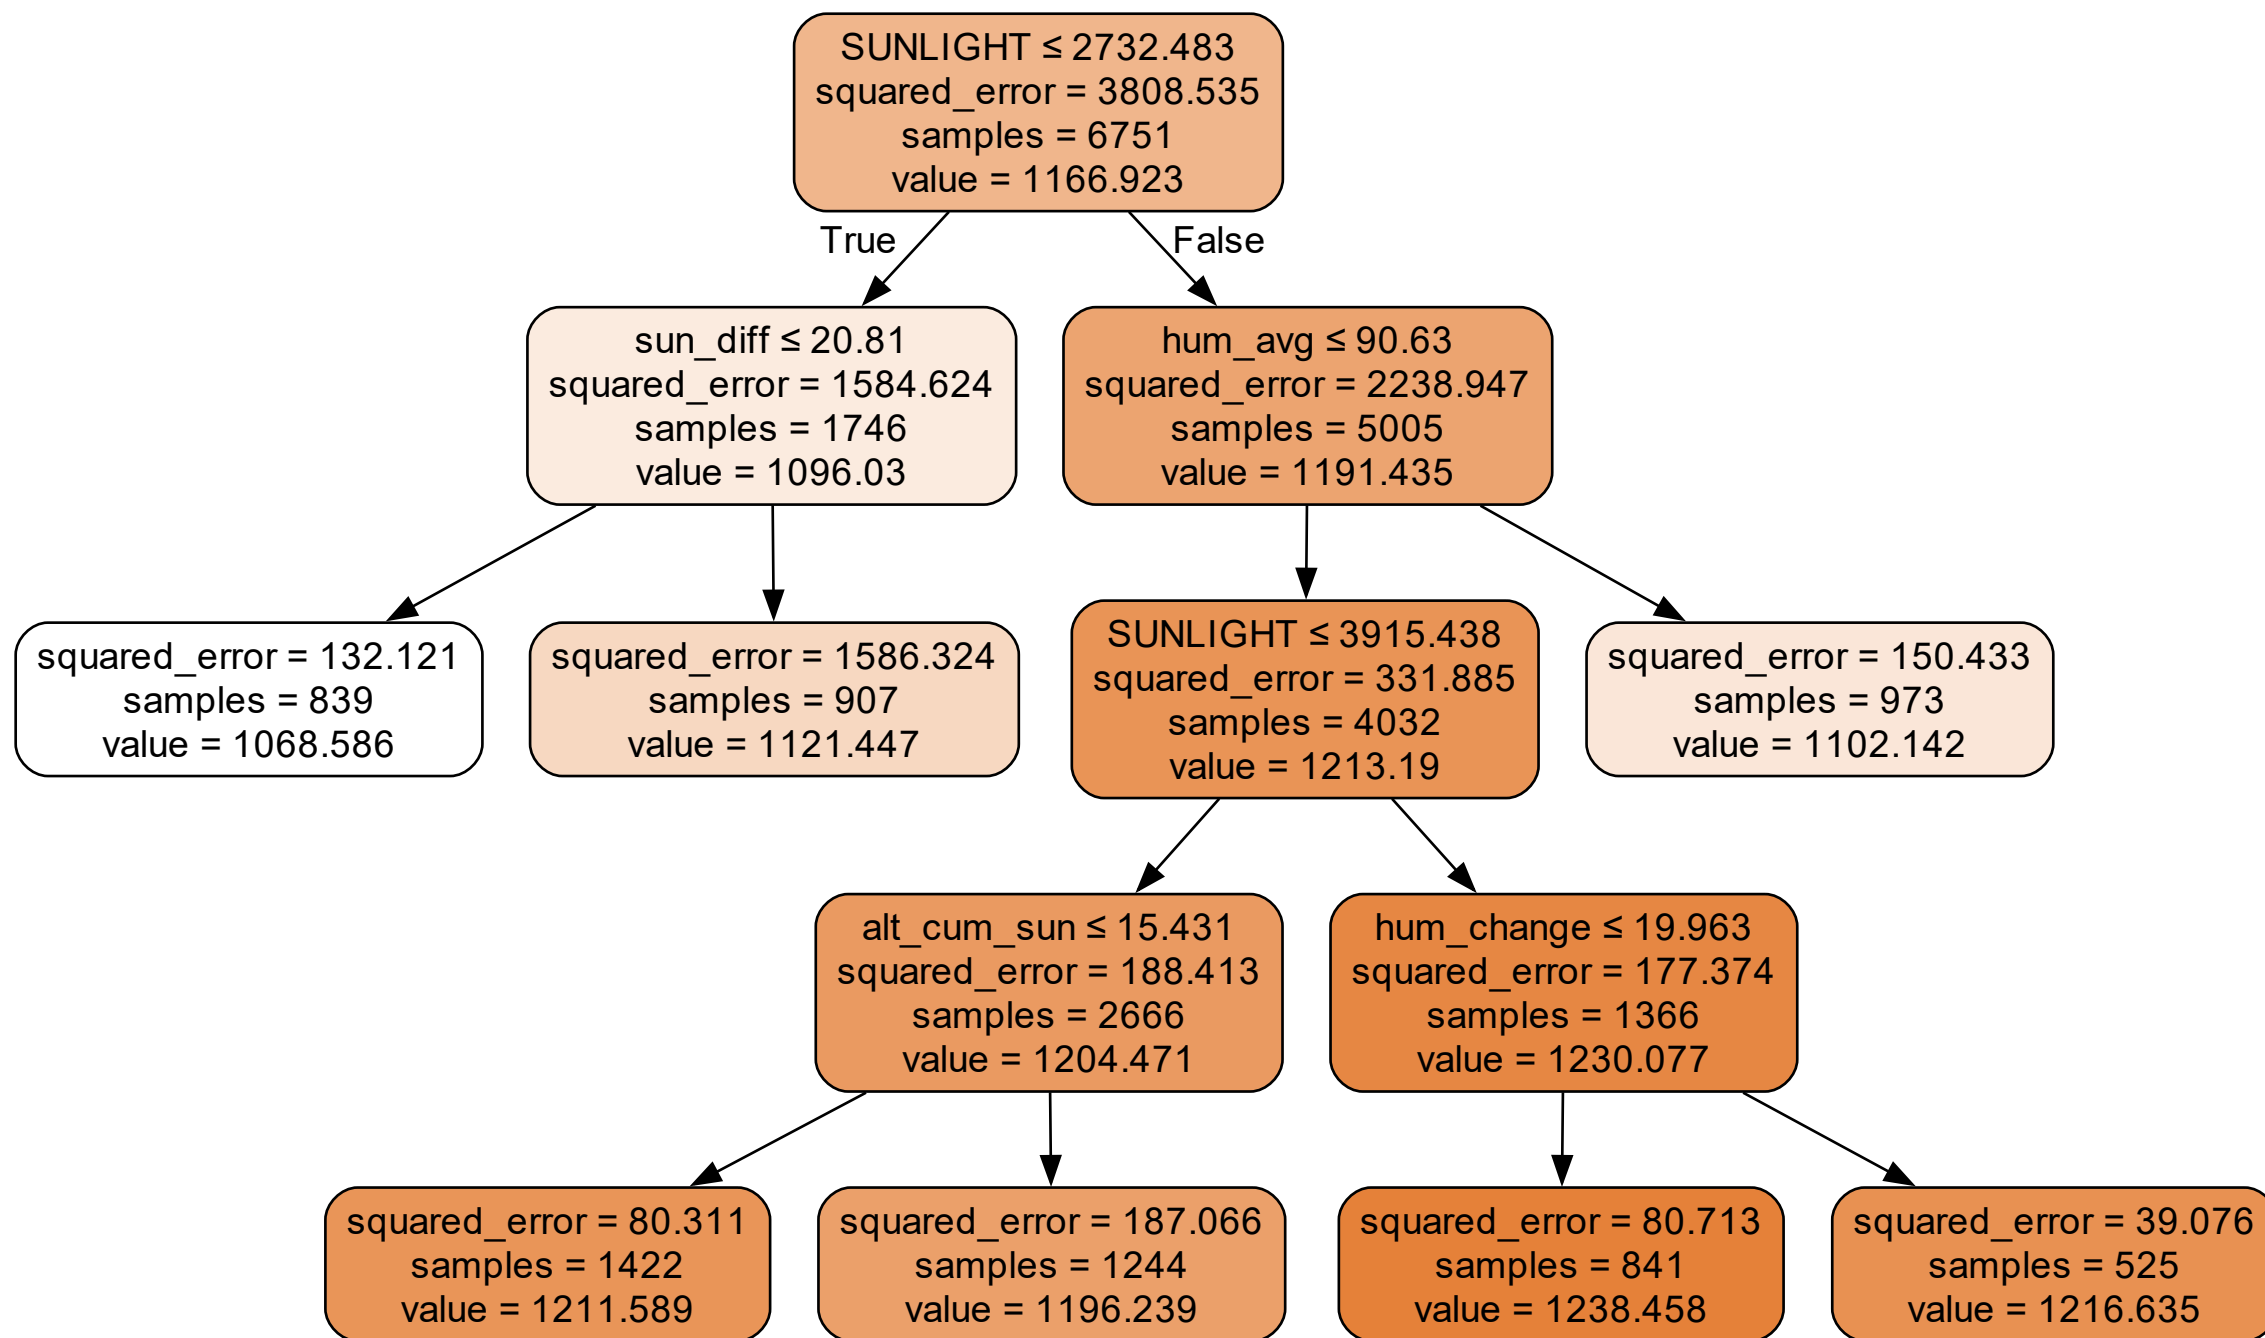 SUNLIGHT ≤ 2732.483
squared_error = 3808.535
samples = 6751
value = 1166.923
True
False
sun_diff ≤ 20.81
squared_error = 1584.624
samples = 1746
value = 1096.03
hum_avg ≤ 90.63
squared_error = 2238.947
samples = 5005
value = 1191.435
squared_error = 132.121
samples = 839
value = 1068.586
squared_error = 1586.324
samples = 907
value = 1121.447
SUNLIGHT ≤ 3915.438
squared_error = 331.885
samples = 4032
value = 1213.19
squared_error = 150.433
samples = 973
value = 1102.142
alt_cum_sun ≤ 15.431
squared_error = 188.413
samples = 2666
value = 1204.471
hum_change ≤ 19.963
squared_error = 177.374
samples = 1366
value = 1230.077
squared_error = 80.311
samples = 1422
value = 1211.589
squared_error = 187.066
samples = 1244
value = 1196.239
squared_error = 80.713
samples = 841
value = 1238.458
squared_error = 39.076
samples = 525
value = 1216.635